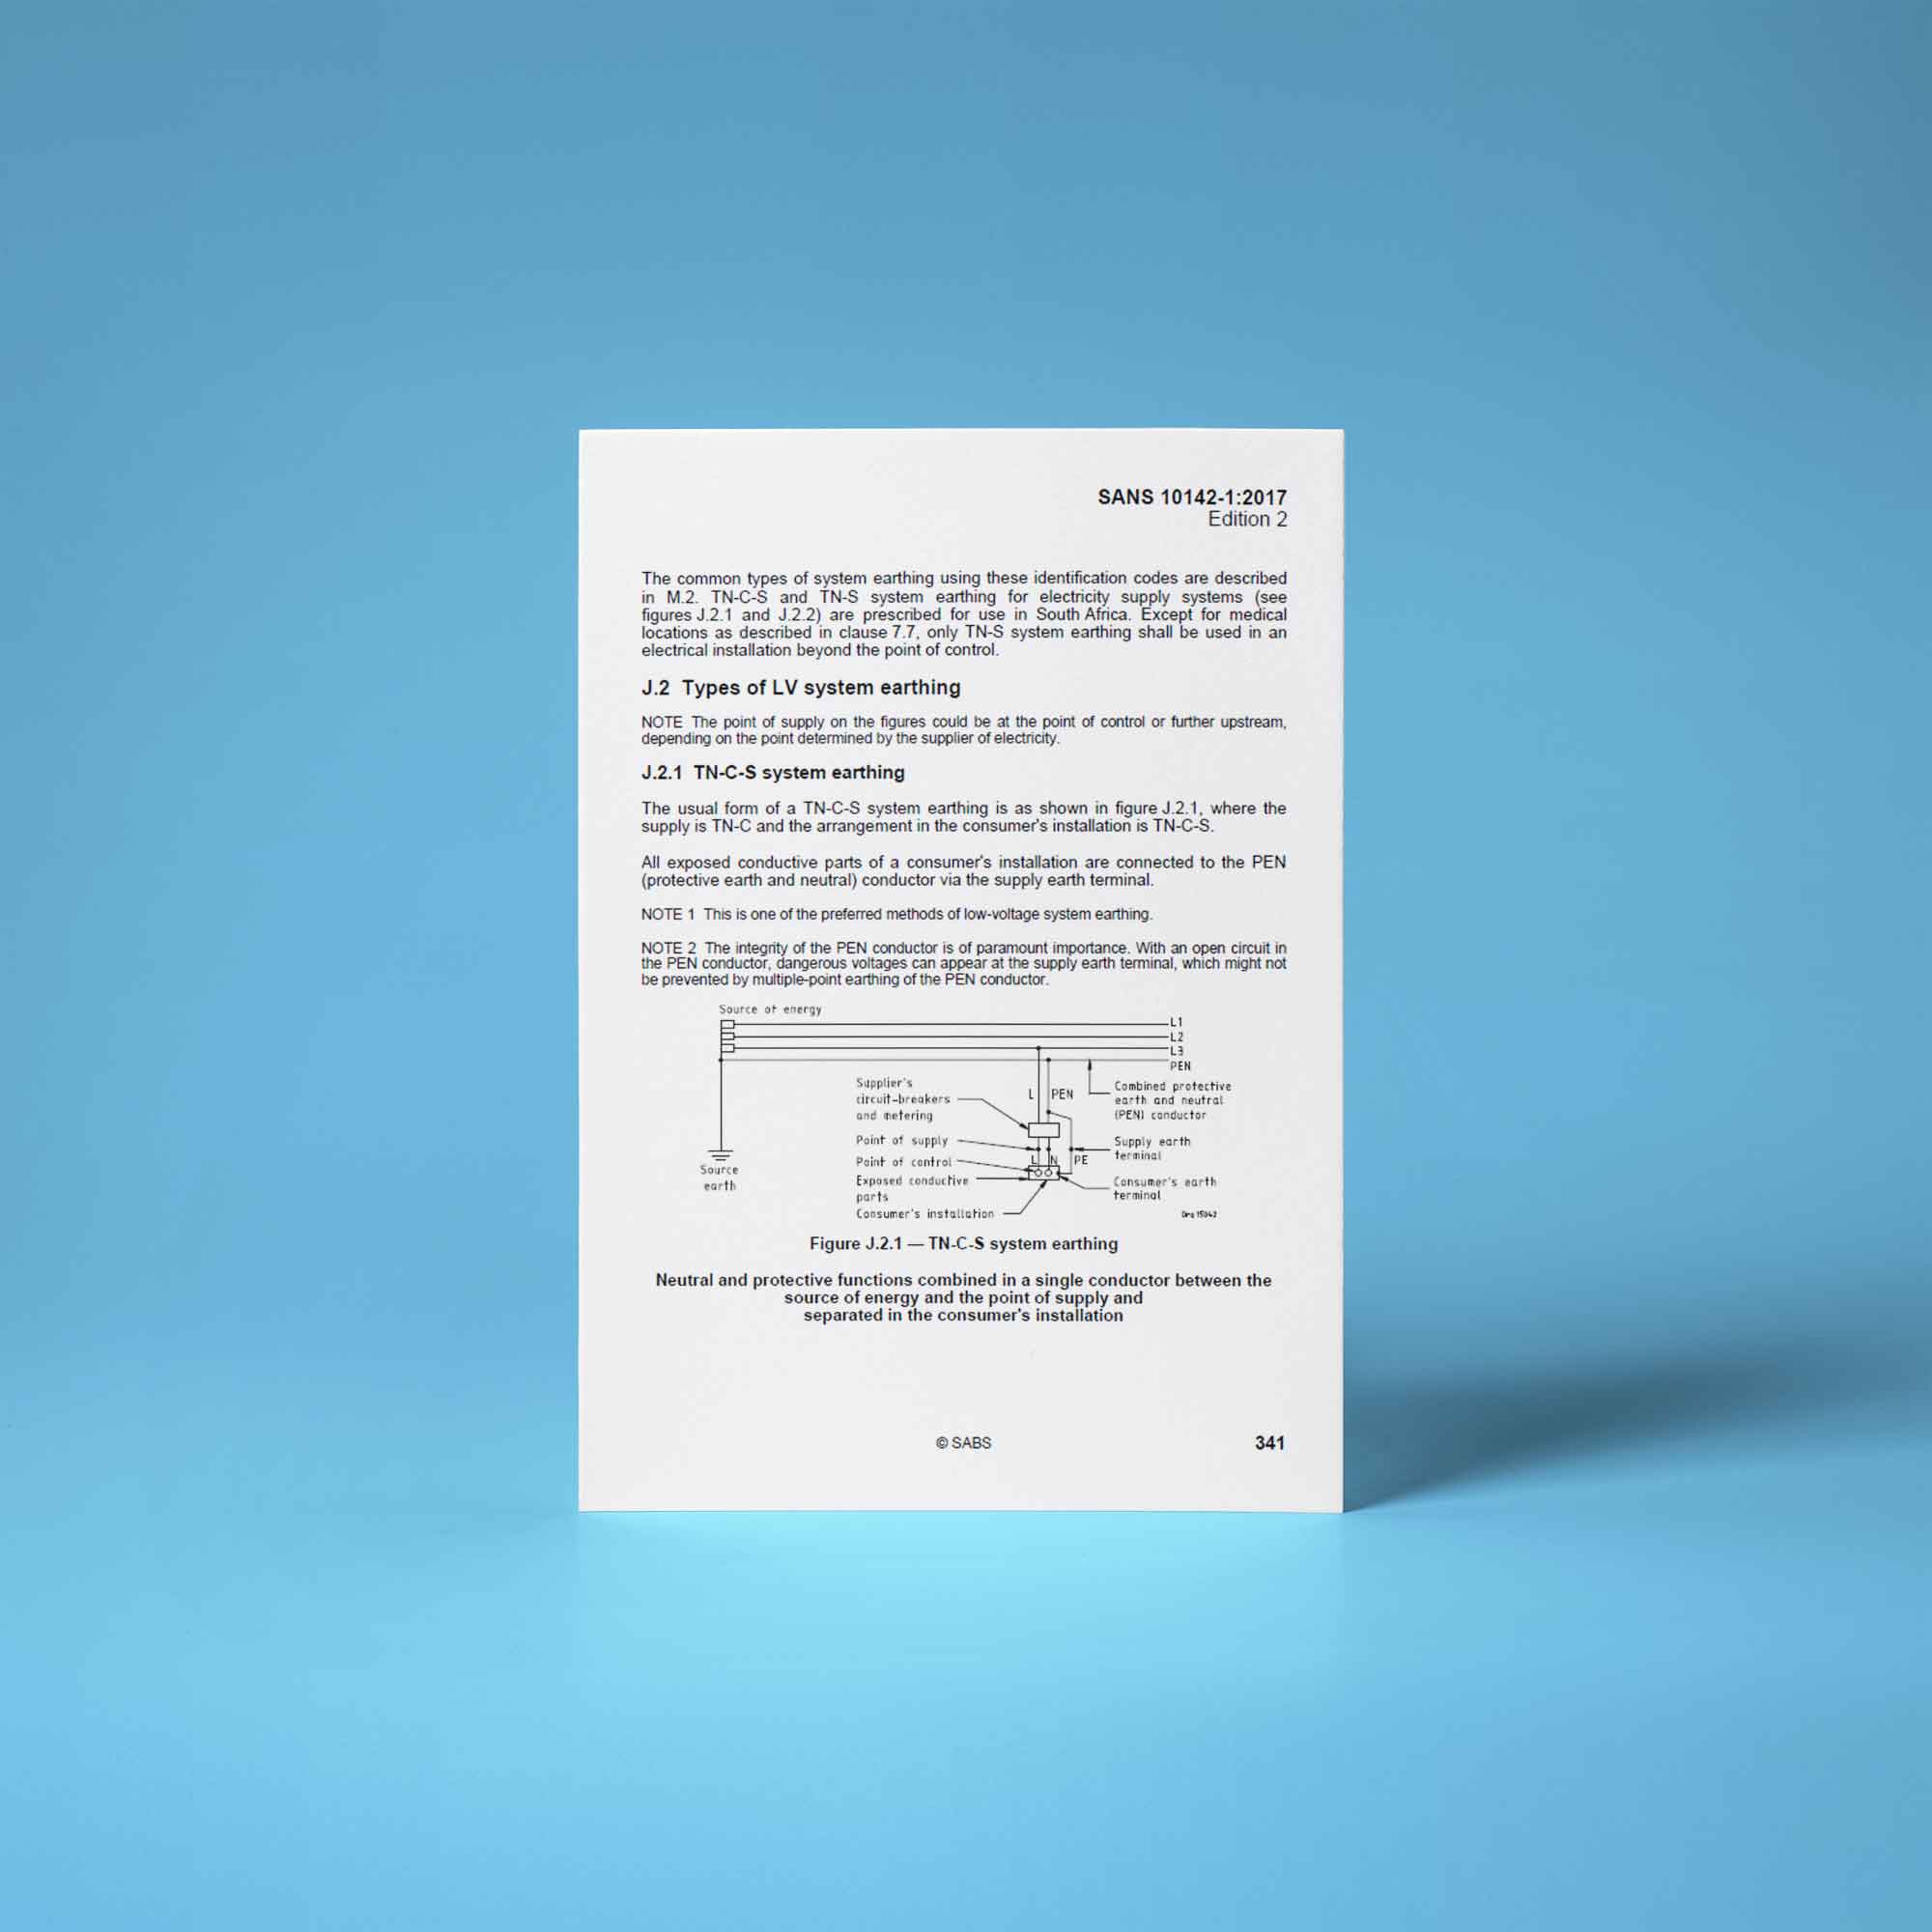 SANS 10142-1:2017
Edition 2
The common types of system earthing using these identification codes are described
in M.2. TN-C-S and TN-S system earthing for electricity supply systems (see
figures J.2.1 and J.2.2) are prescribed for use in South Africa. Except for medical
locations as described in clause 7.7, only TN-S system earthing shall be used in an
electrical installation beyond the point of control.
J.2 Types of LV system earthing
NOTE The point of supply on the figures could be at the point of control or further upstream,
depending on the point determined by the supplier of electricity.
J.2.1 TN-C-S system earthing
The usual form of a TN-C-S system earthing is as shown in figure J.2.1, where the
supply is TN-C and the arrangement in the consumer's installation is TN-C-S.
All exposed conductive parts of a consumer's installation are connected to the PEN
(protective earth and neutral) conductor via the supply earth terminal.
NOTE 1 This is one of the preferred methods of low-voltage system earthing.
NOTE 2 The integrity of the PEN conductor is of paramount importance. With an open circuit in
the PEN conductor, dangerous voltages can appear at the supply earth terminal, which might not
be prevented by multiple-point earthing of the PEN conductor.
Source of energy
L1
L2
L3
PEN
Source
earth
Supplier's
circuit-breakers
and metering
Point of supply
Point of control
Exposed conductive
parts
Consumer's installation
L
PEN
L
N
PE
Combined protective
earth and neutral
(PEN) conductor
Supply earth
terminal
Consumer's earth
terminal
Figure J.2.1 — TN-C-S system earthing
Neutral and protective functions combined in a single conductor between the
source of energy and the point of supply and
separated in the consumer's installation
© SABS
341